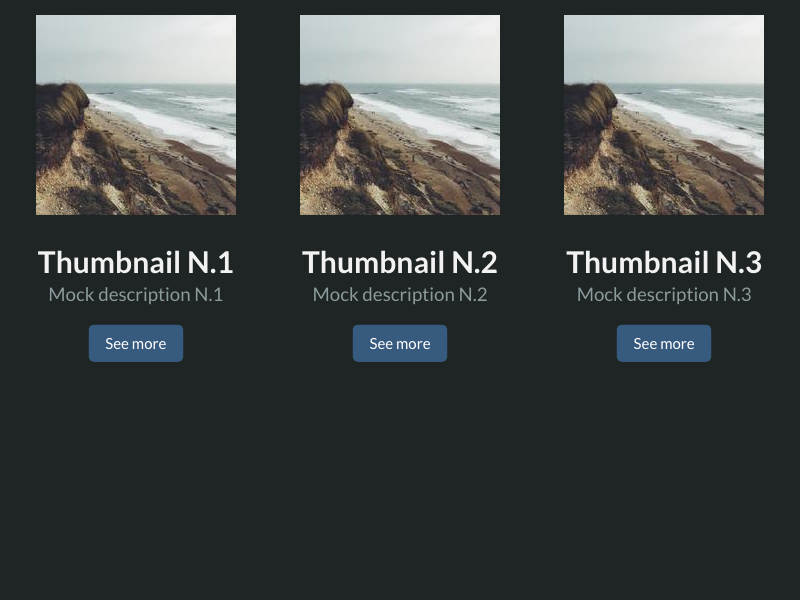 Thumbnail N.1
Mock description N.1
See more
Thumbnail N.2
Mock description N.2
See more
Thumbnail N.3
Mock description N.3
See more